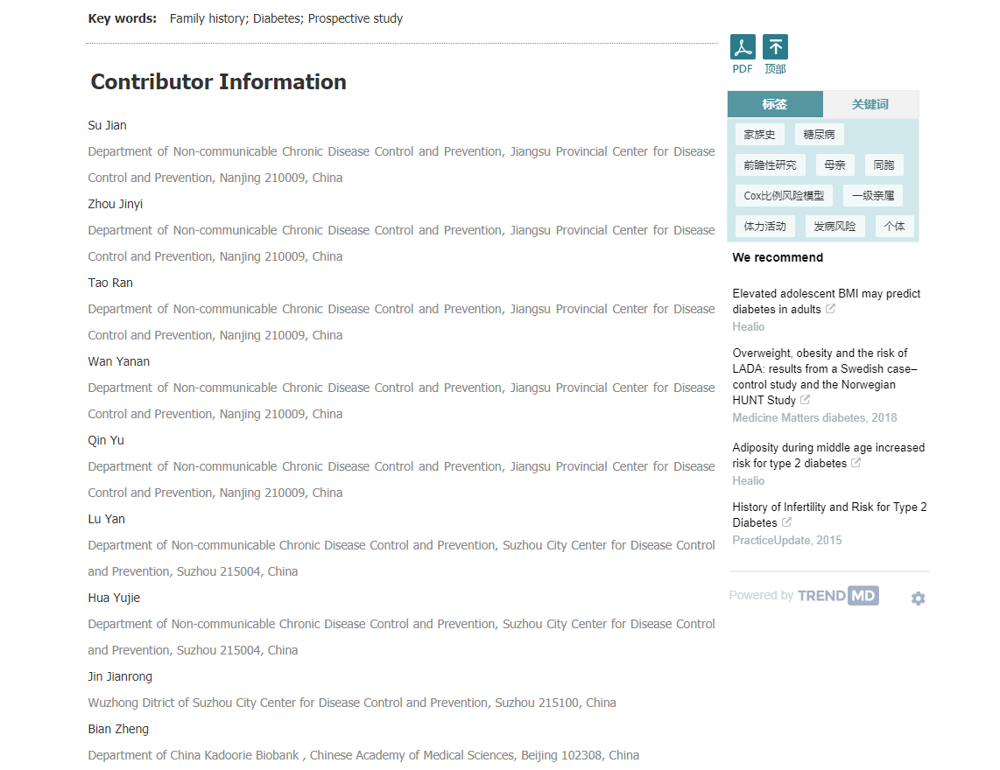 Key words: Family history; Diabetes; Prospective study
Contributor Information
Su Jian
Department of Non-communicable Chronic Disease Control and Prevention, Jiangsu Provincial Center for Disease
Control and Prevention, Nanjing 210009, China
Zhou Jinyi
Department of Non-communicable Chronic Disease Control and Prevention, Jiangsu Provincial Center for Disease
Control and Prevention, Nanjing 210009, China
Tao Ran
Department of Non-communicable Chronic Disease Control and Prevention, Jiangsu Provincial Center for Disease
Control and Prevention, Nanjing 210009, China
Wan Yanan
Department of Non-communicable Chronic Disease Control and Prevention, Jiangsu Provincial Center for Disease
Control and Prevention, Nanjing 210009, China
Qin Yu
Department of Non-communicable Chronic Disease Control and Prevention, Jiangsu Provincial Center for Disease
Control and Prevention, Nanjing 210009, China
Lu Yan
Department of Non-communicable Chronic Disease Control and Prevention, Suzhou City Center for Disease Control
and Prevention, Suzhou 215004, China
Hua Yujie
Department of Non-communicable Chronic Disease Control and Prevention, Suzhou City Center for Disease Control
and Prevention, Suzhou 215004, China
Jin Jianrong
Wuzhong Ditrict of Suzhou City Center for Disease Control and Prevention, Suzhou 215100, China
Bian Zheng
Department of China Kadoorie Biobank , Chinese Academy of Medical Sciences, Beijing 102308, China
PDF 顶部
标签 关键词
家族史 糖尿病
前瞻性研究 母亲 同胞
Cox比例风险模型 一级亲属
体力活动 发病风险 个体
We recommend
Elevated adolescent BMI may predict
diabetes in adults
Healio
Overweight, obesity and the risk of
LADA: results from a Swedish case–
control study and the Norwegian
HUNT Study
Medicine Matters diabetes, 2018
Adiposity during middle age increased
risk for type 2 diabetes
Healio
History of Infertility and Risk for Type 2
Diabetes
PracticeUpdate, 2015
Powered by TREND MD